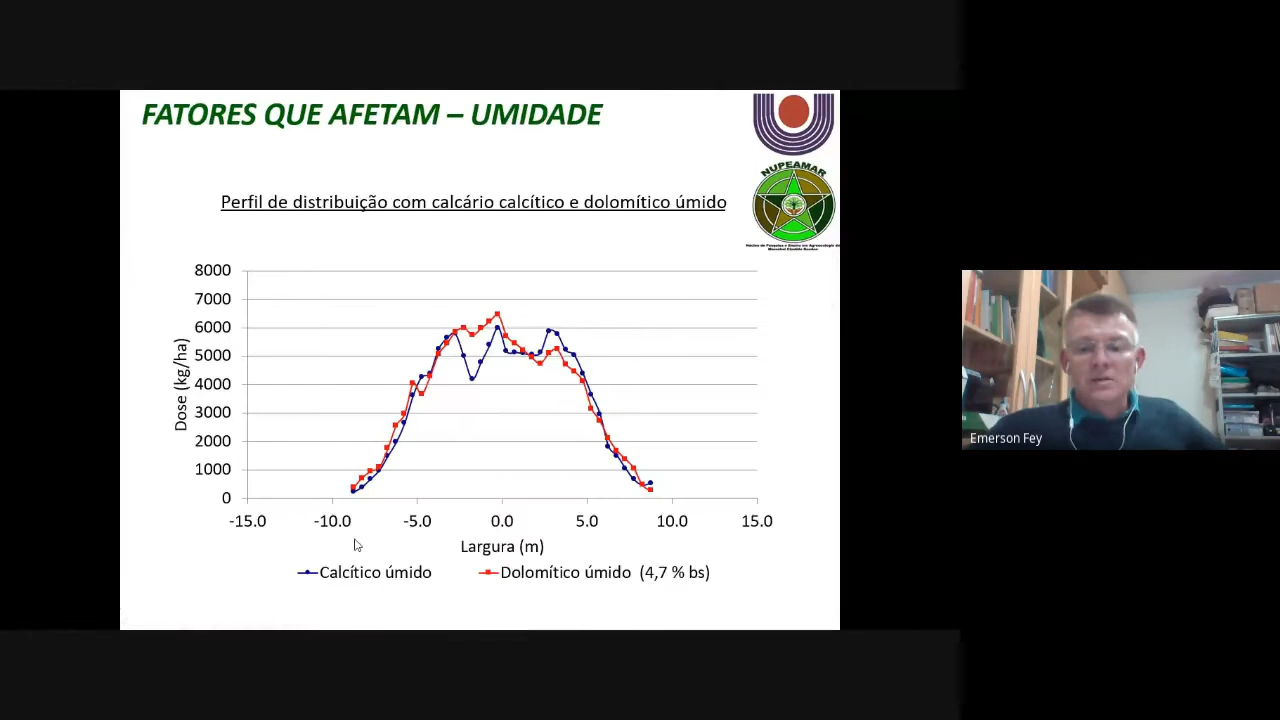 FATORES QUE AFETAM – UMIDADE
NUPEAMAR
Perfil de distribuição com calcário calcítico e dolomítico úmido
8000
7000
6000
5000
4000
3000
2000
1000
0
Dose (kg/ha)
-15.0 -10.0 -5.0 0.0 5.0 10.0 15.0
Largura (m)
Calcítico úmido Dolomítico úmido (4,7 % bs)
Emerson Fey